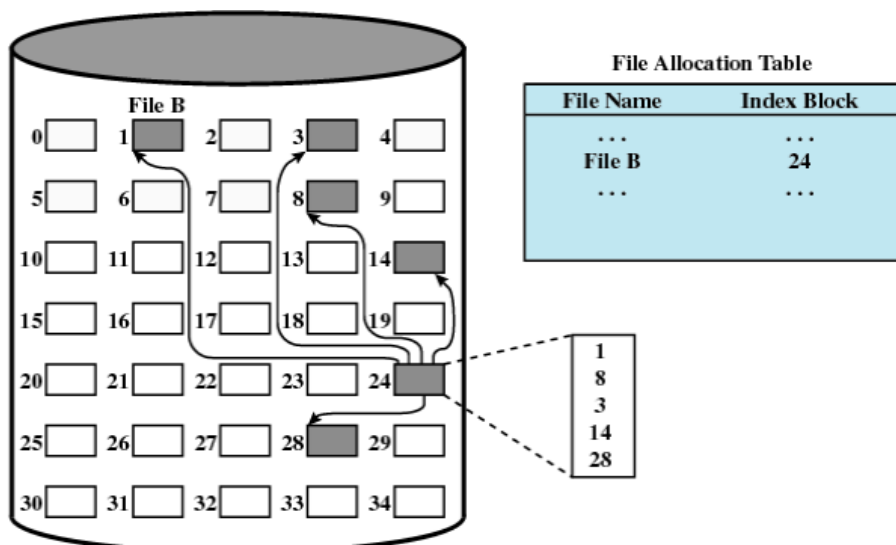 File B
0 1 2 3 4
5 6 7 8 9
10 11 12 13 14
15 16 17 18 19
20 21 22 23 24
25 26 27 28 29
30 31 32 33 34
File Allocation Table
File Name Index Block
... ...
File B 24
... ...
1
8
3
14
28